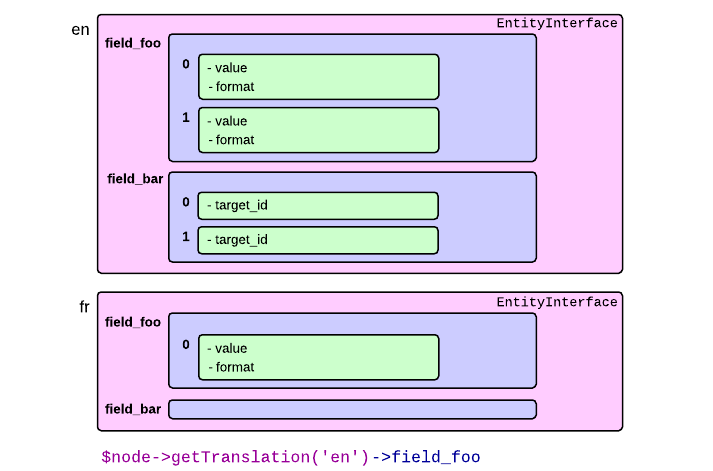 en
EntityInterface
field_foo
0
- value
- format
1
- value
- format
field_bar
0
- target_id
1
- target_id
fr
EntityInterface
field_foo
0
- value
- format
field_bar
$node->getTranslation('en')->field_foo